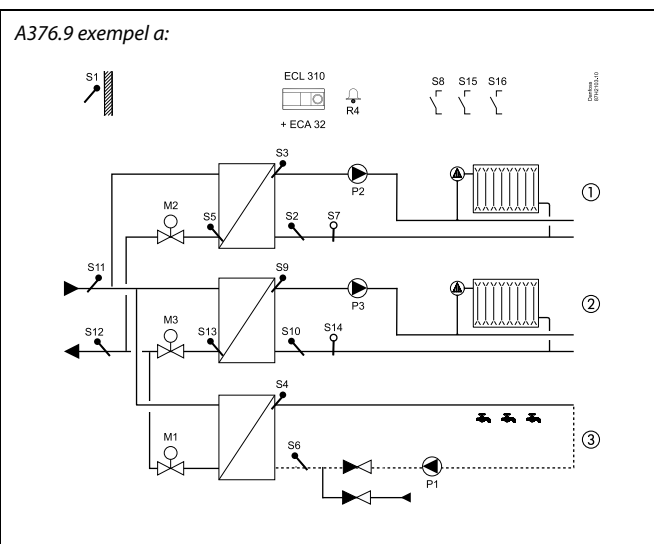 A376.9 exempel a:
S1
ECL 310
+ ECA 32
R4
S8 S15 S16
Danfoss
87H2103.10
S3
P2
M2
S5
S2
S7
1
S11
S9
P3
M3
S12
S13
S10
S14
2
S4
M1
S6
P1
3